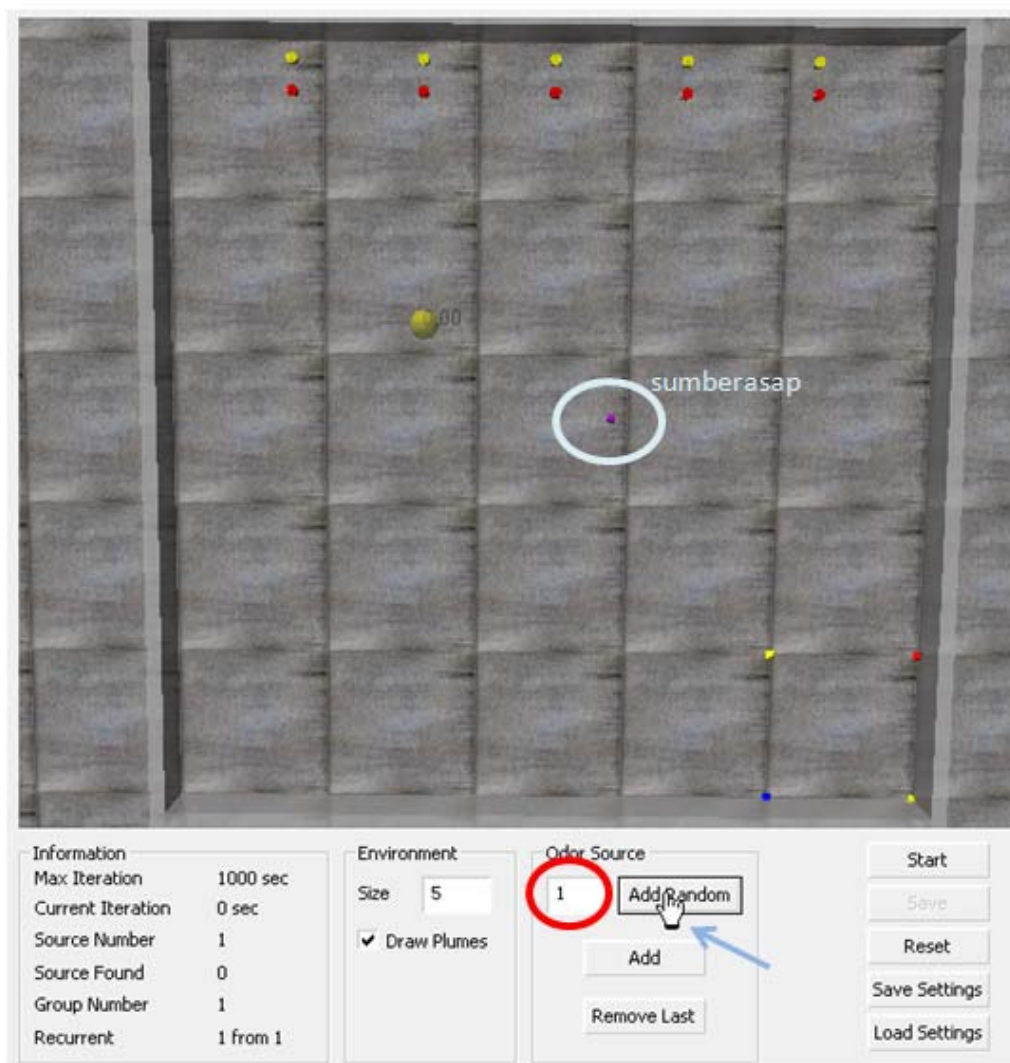 sumberasap
Information
Max Iteration 1000 sec
Current Iteration 0 sec
Source Number 1
Source Found 0
Group Number 1
Recurrent 1 from 1
Environment
Size 5
Draw Plumes
Odor Source
1 Add Random
Add
Remove Last
Start
Save
Reset
Save Settings
Load Settings